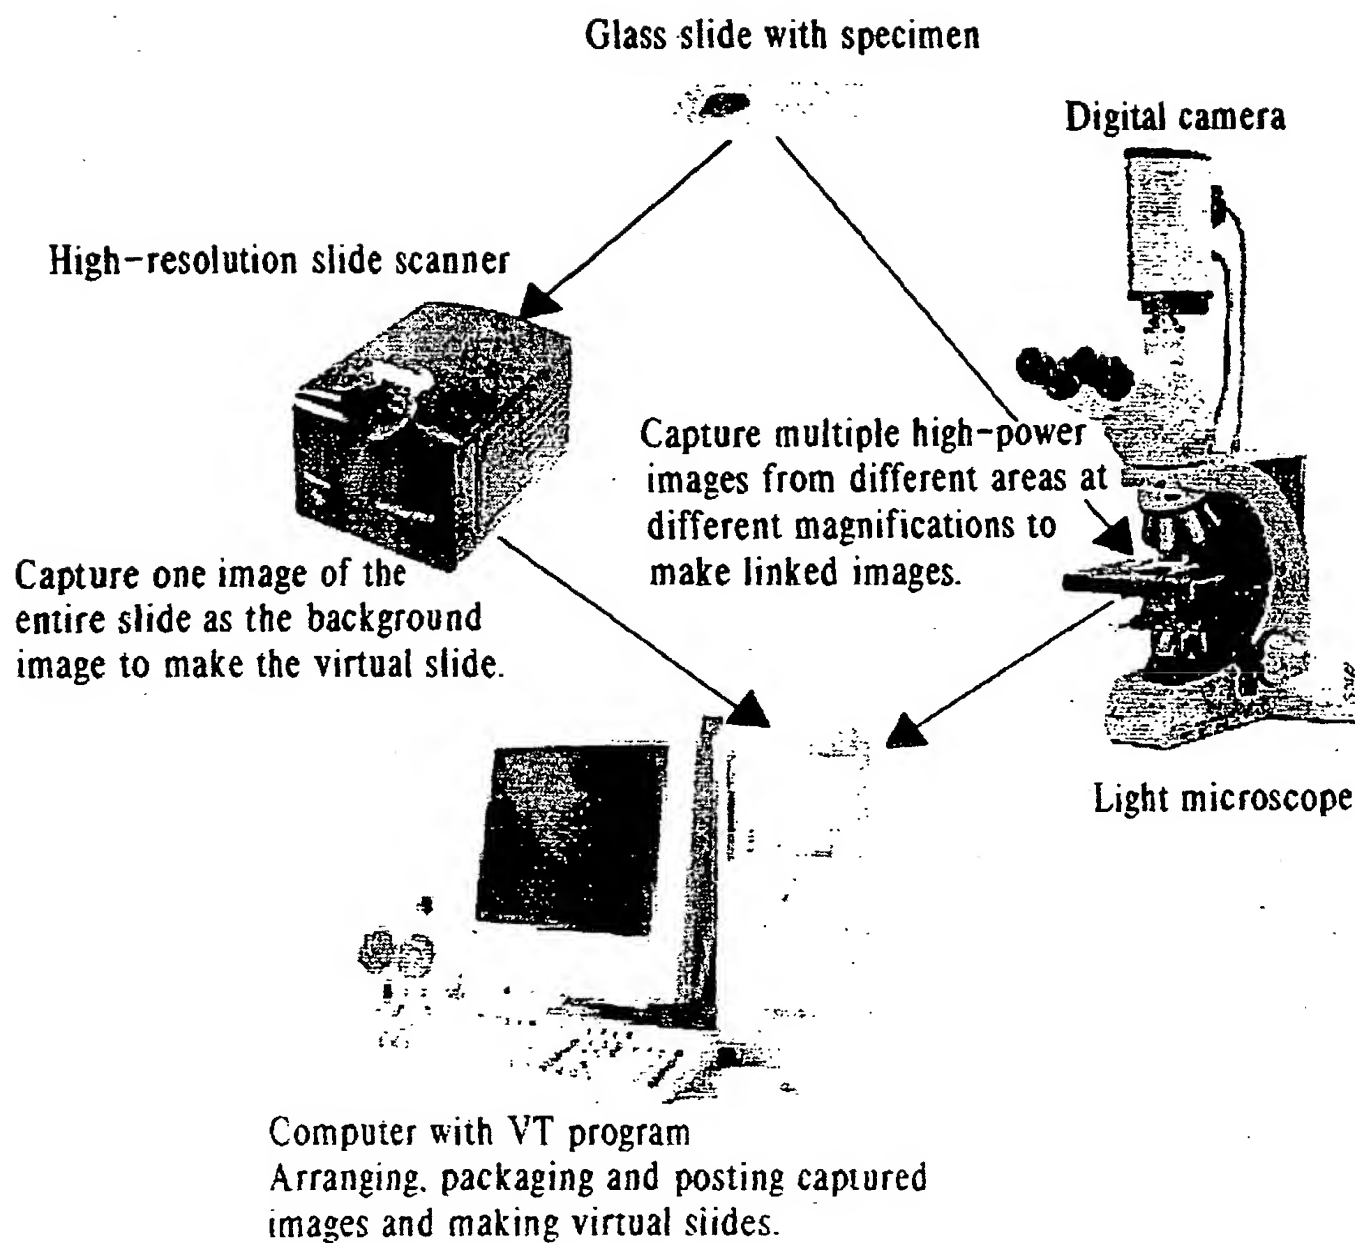 Glass slide with specimen
Digital camera
High-resolution slide scanner
Capture multiple high-power
images from different areas at
different magnifications to
make linked images.
Capture one image of the
entire slide as the background
image to make the virtual slide.
Light microscope
Computer with VT program
Arranging, packaging and posting captured
images and making virtual slides.